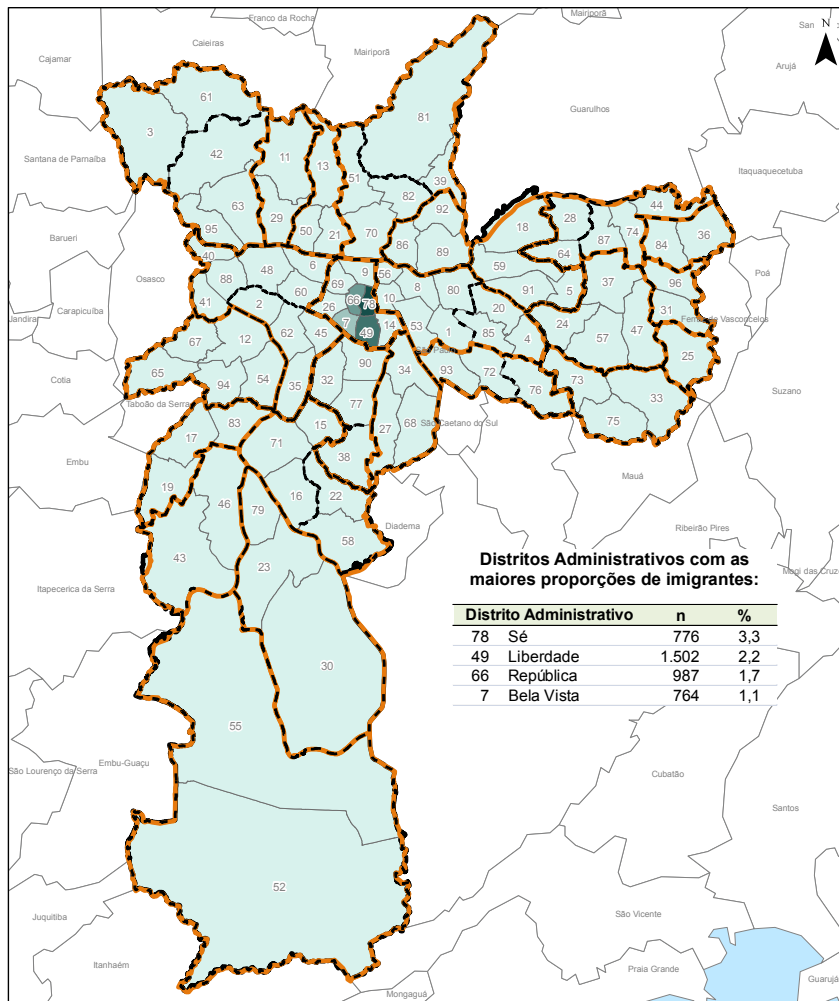 Franco da Rocha
Mairiporã
N
Caieiras
Mairiporã
Cajamar
Arujá
61
Guarulhos
81
3
Santana de Parnaíba
42
11
13
51
Itaquaquecetuba
39
82
44
63
92
18
28
74
36
29
95
50
21
70
86
87
84
Barueri
40
89
64
Osasco
6
9
56
59
Poá
88
48
69
8
80
37
96
Carapicuíba
41
2
60
26
66
78
10
91
5
31
7
49
14
53
20
24
67
12
62
45
1
85
4
57
47
25
90
34
Cotia
65
94
54
35
32
93
72
73
Taboão da Serra
76
33
Suzano
77
83
15
27
68
São Caetano do Sul
75
17
71
Embu
38
Mauá
19
46
16
22
79
Diadema
Ribeirão Pires
58
43
23
Distritos Administrativos com as
maiores proporções de imigrantes:
Itapecerica da Serra
Distrito Administrativo n %
78 Sé 776 3,3
49 Liberdade 1.502 2,2
66 República 987 1,7
7 Bela Vista 764 1,1
30
55
Embu-Guaçu
São Lourenço da Serra
Cubatão
Santos
52
Juquitiba
São Vicente
Itanhaém
Praia Grande
Guarujá
Mongaguá